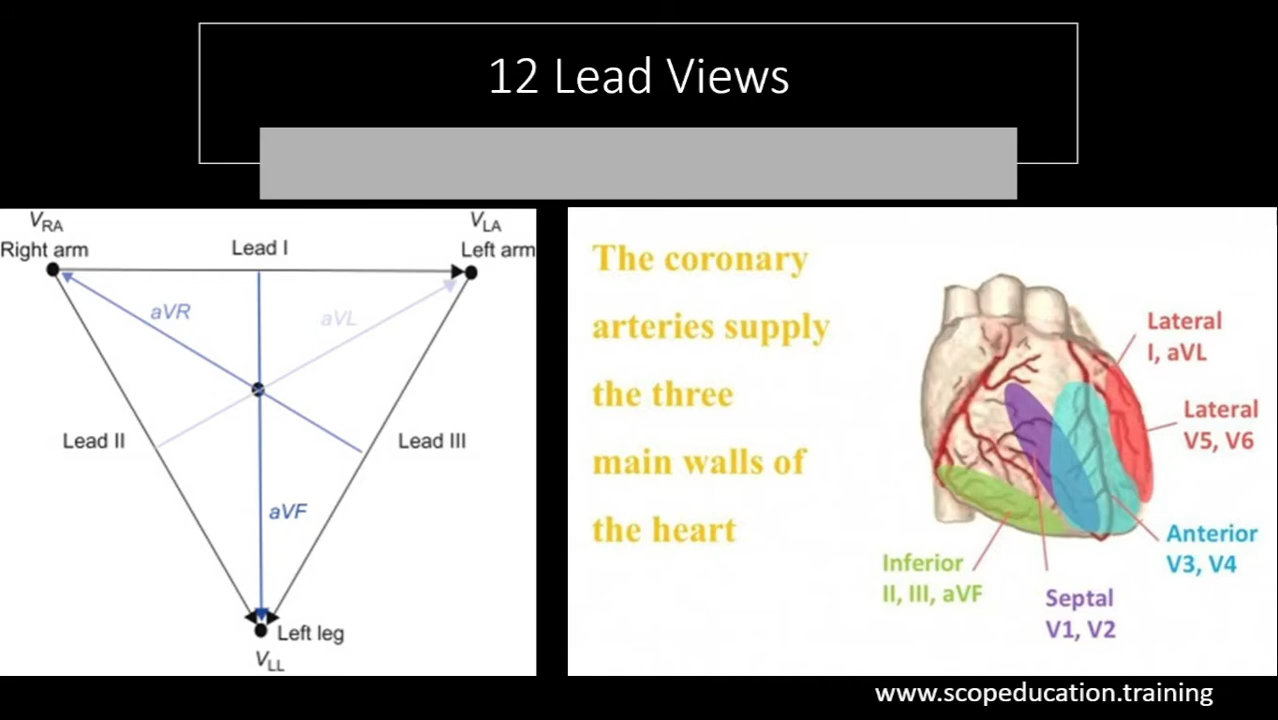 12 Lead Views
V_RA
Right arm
Lead I
V_LA
Left arm
aVR
aVL
Lead II
Lead III
aVF
Left leg
V_LL
The coronary
arteries supply
the three
main walls of
the heart
Lateral
I, aVL
Lateral
V5, V6
Anterior
V3, V4
Inferior
II, III, aVF
Septal
V1, V2
www.scopeducation.training